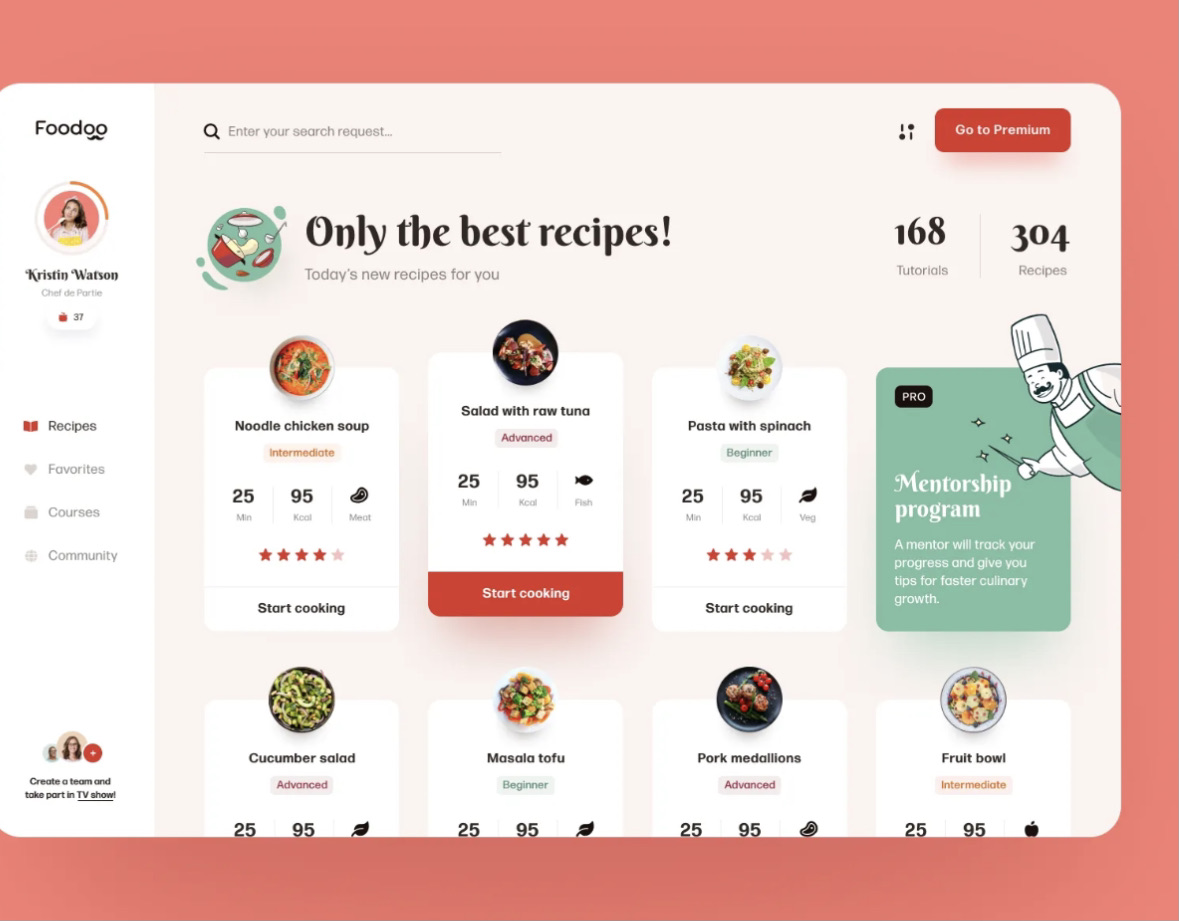 Foodoo
Enter your search request...
Go to Premium
Kristin Watson
Chef de Partie
37
Recipes
Favorites
Courses
Community
Create a team and
take part in TV show!
Only the best recipes!
Today's new recipes for you
168
Tutorials
304
Recipes
Noodle chicken soup
Intermediate
25
Min
95
Kcal
Meat
Start cooking
Salad with raw tuna
Advanced
25
Min
95
Kcal
Fish
Start cooking
Pasta with spinach
Beginner
25
Min
95
Kcal
Veg
Start cooking
PRO
Mentorship
program
A mentor will track your
progress and give you
tips for faster culinary
growth.
Cucumber salad
Advanced
25
95
Masala tofu
Beginner
25
95
Pork medallions
Advanced
25
95
Fruit bowl
Intermediate
25
95